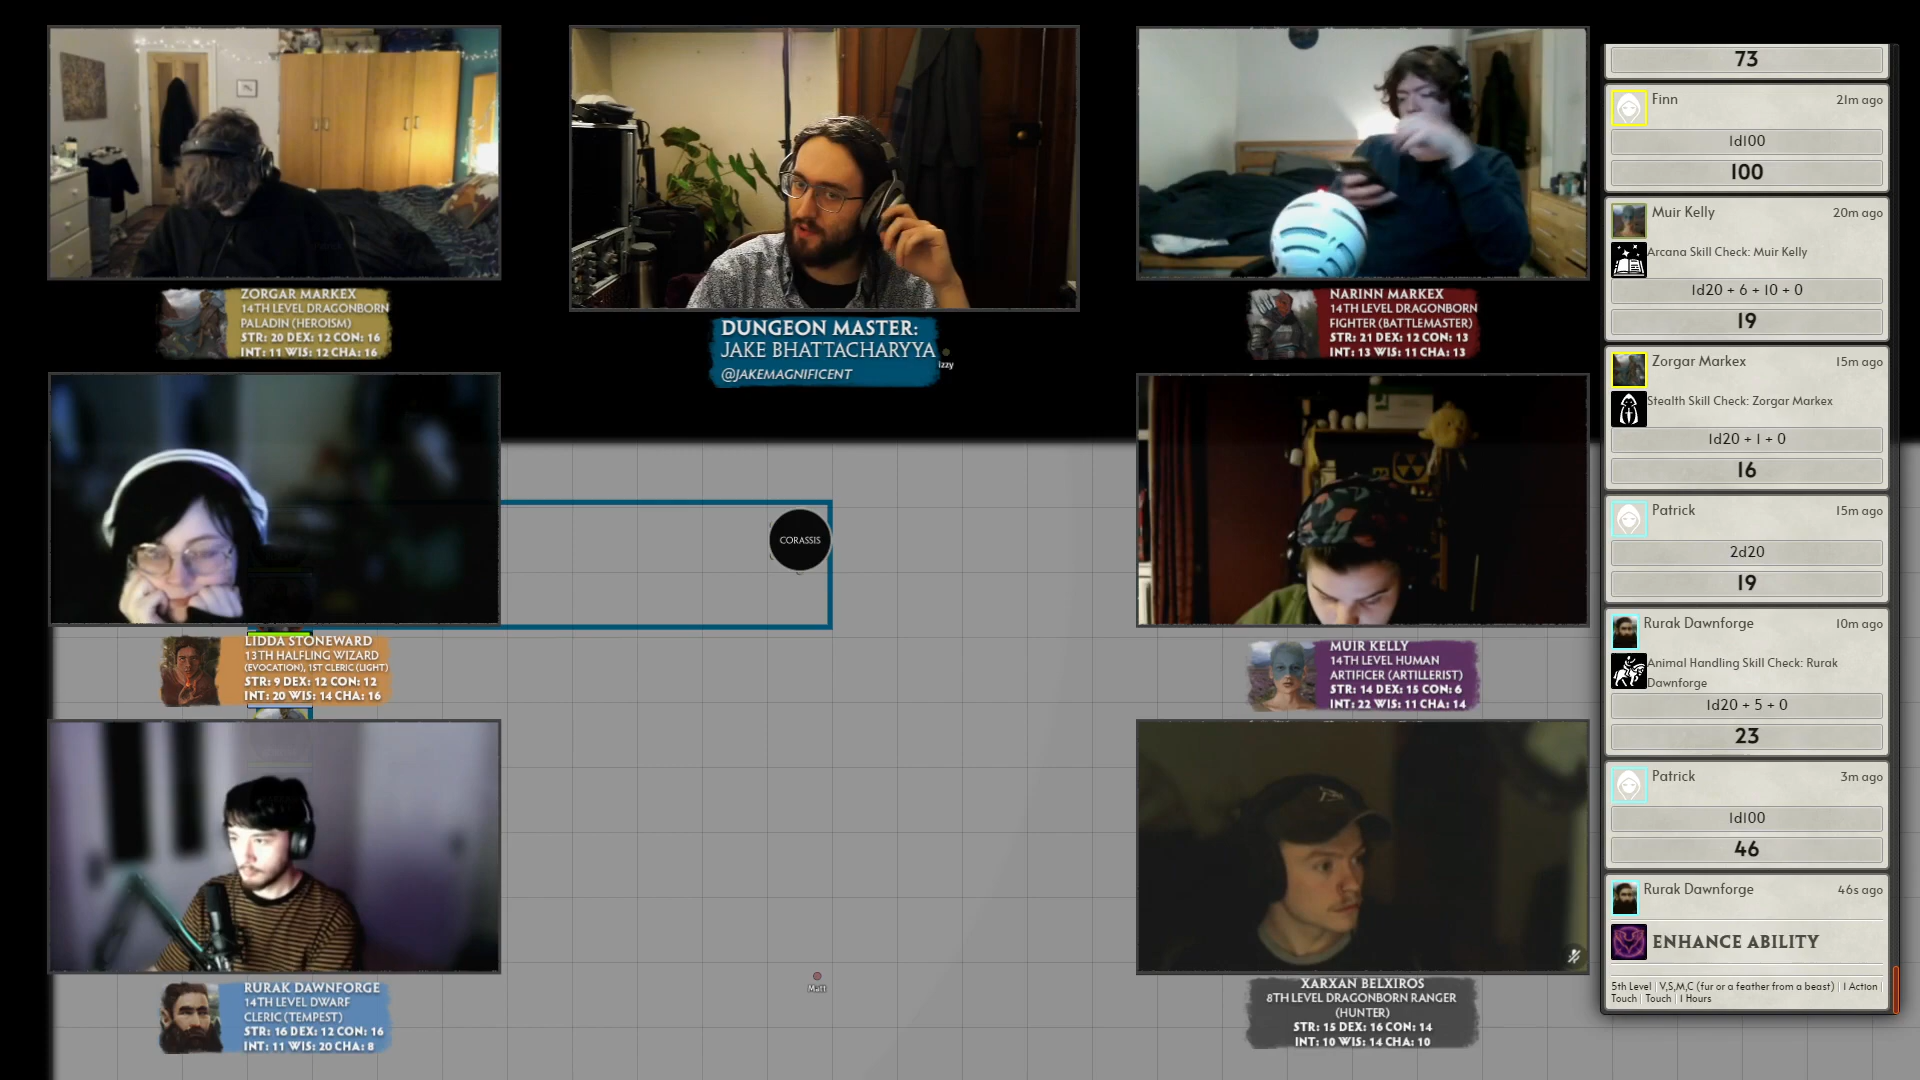 ZORGAR MARKEX
14TH LEVEL DRAGONBORN
PALADIN (HEROISM)
STR: 20 DEX: 12 CON: 16
INT: 11 WIS: 12 CHA: 16
DUNGEON MASTER:
JAKE BHATTACHARYYA
@JAKEMAGNIFICENT
izzy
NARINN MARKEX
14TH LEVEL DRAGONBORN
FIGHTER (BATTLEMASTER)
STR: 21 DEX: 12 CON: 13
INT: 13 WIS: 11 CHA: 13
CORASSIS
LIDDA STONEWARD
13TH HALFLING WIZARD
(EVOCATION), 1ST CLERIC (LIGHT)
STR: 9 DEX: 12 CON: 12
INT: 20 WIS: 14 CHA: 16
MUIR KELLY
14TH LEVEL HUMAN
ARTIFICER (ARTILLERIST)
STR: 14 DEX: 15 CON: 6
INT: 22 WIS: 11 CHA: 14
Matt
RURAK DAWNFORGE
14TH LEVEL DWARF
CLERIC (TEMPEST)
STR: 16 DEX: 12 CON: 16
INT: 11 WIS: 20 CHA: 8
XARXAN BELXIROS
8TH LEVEL DRAGONBORN RANGER
(HUNTER)
STR: 15 DEX: 16 CON: 14
INT: 10 WIS: 14 CHA: 10
73
Finn 21m ago
1d100
100
Muir Kelly 20m ago
Arcana Skill Check: Muir Kelly
1d20 + 6 + 10 + 0
19
Zorgar Markex 15m ago
Stealth Skill Check: Zorgar Markex
1d20 + 1 + 0
16
Patrick 15m ago
2d20
19
Rurak Dawnforge 10m ago
Animal Handling Skill Check: Rurak
Dawnforge
1d20 + 5 + 0
23
Patrick 3m ago
1d100
46
Rurak Dawnforge 46s ago
ENHANCE ABILITY
5th Level | V,S,M,C (fur or a feather from a beast) | 1 Action |
Touch | Touch | 1 Hours